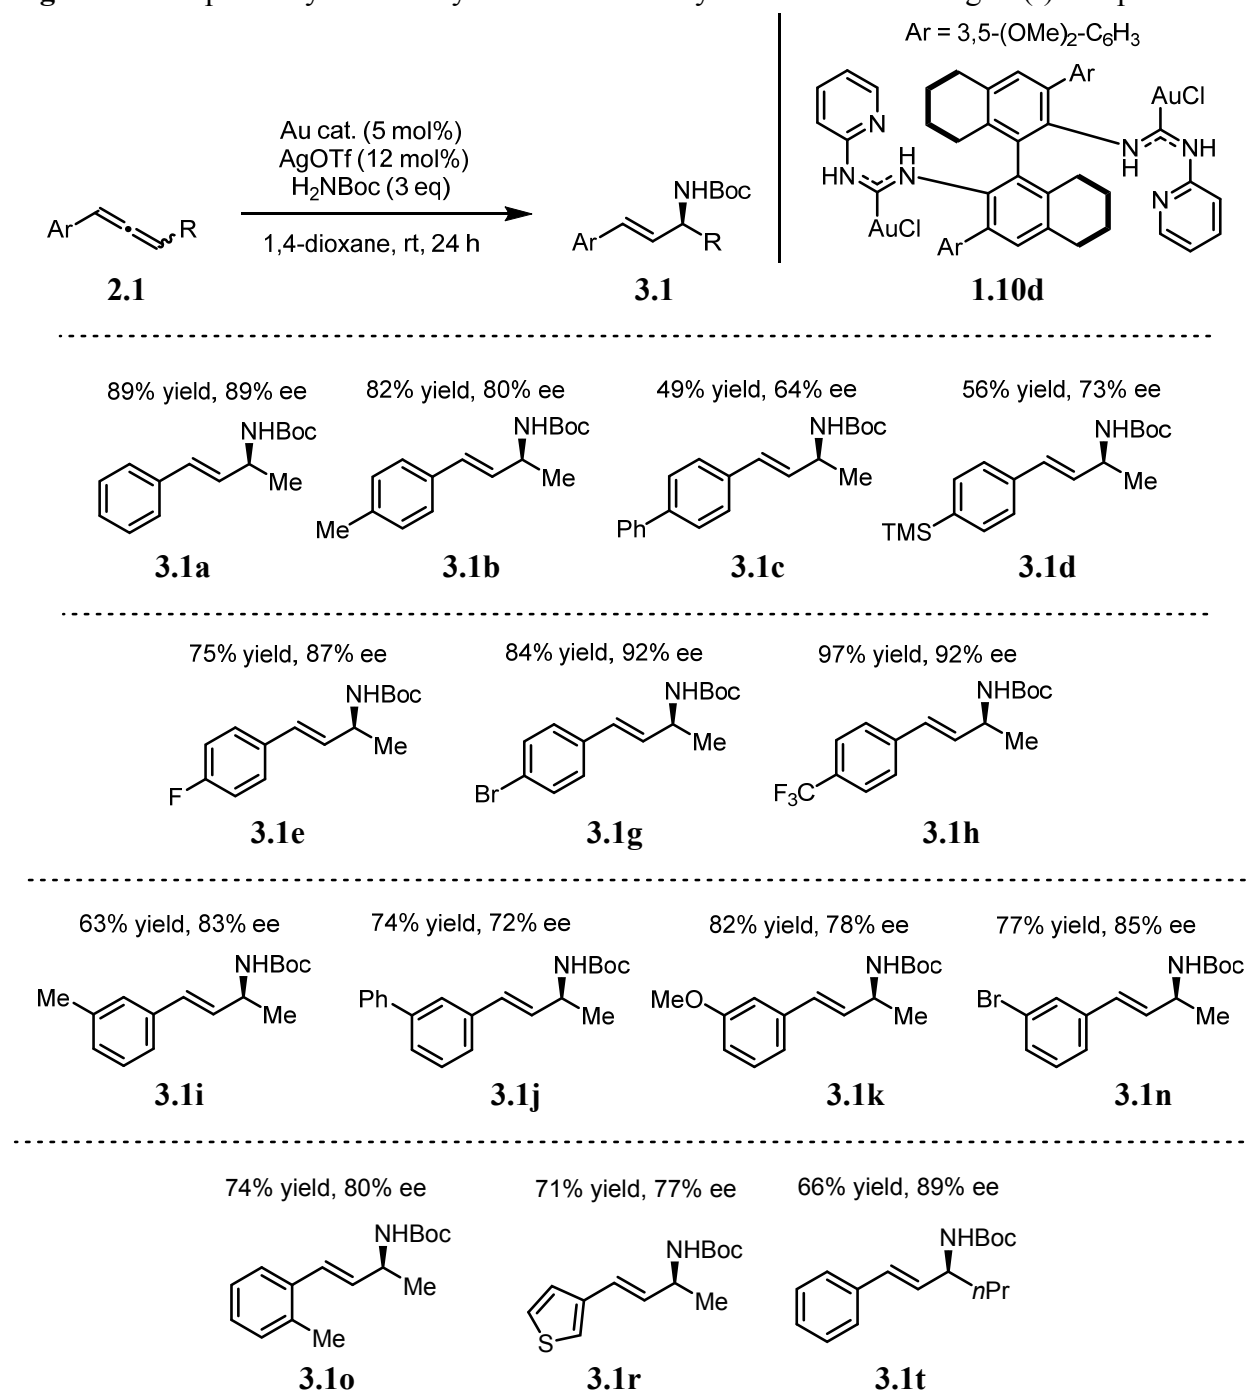 Ar = 3,5-(OMe)2-C6H3
Au cat. (5 mol%)
AgOTf (12 mol%)
H2NBoc (3 eq)
1,4-dioxane, rt, 24 h
Ar
R
NHBoc
Ar
R
Ar
N
HN
H
N
AuCl
Ar
AuCl
N
H
NH
N
2.1
3.1
1.10d
89% yield, 89% ee
82% yield, 80% ee
49% yield, 64% ee
56% yield, 73% ee
NHBoc
Me
NHBoc
Me
Me
NHBoc
Me
Ph
NHBoc
Me
TMS
3.1a
3.1b
3.1c
3.1d
75% yield, 87% ee
84% yield, 92% ee
97% yield, 92% ee
NHBoc
Me
F
NHBoc
Me
Br
NHBoc
Me
F3C
3.1e
3.1g
3.1h
63% yield, 83% ee
74% yield, 72% ee
82% yield, 78% ee
77% yield, 85% ee
Me
NHBoc
Me
Ph
NHBoc
Me
MeO
NHBoc
Me
Br
NHBoc
Me
3.1i
3.1j
3.1k
3.1n
74% yield, 80% ee
71% yield, 77% ee
66% yield, 89% ee
NHBoc
Me
Me
NHBoc
Me
S
NHBoc
nPr
3.1o
3.1r
3.1t